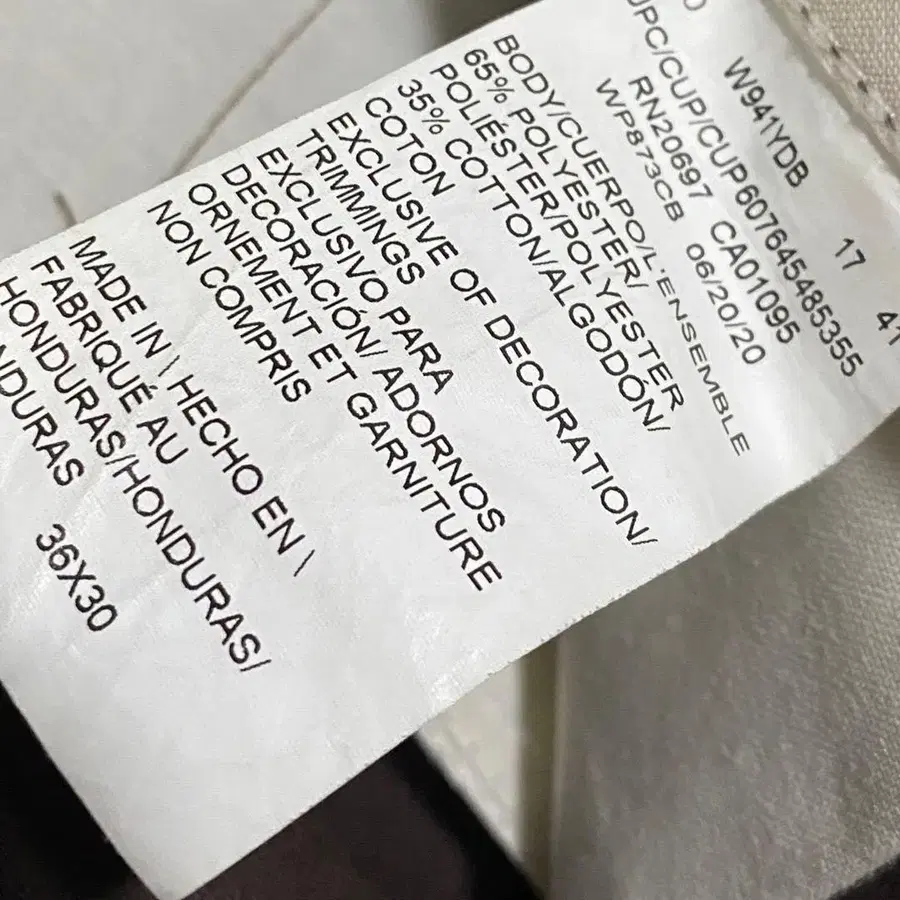 W941YDB 17 41
UPC/CUP/CUP607645485355
RN20697 CA01095
WP873CB 06/20/20
BODY/CUERPO/L'ENSEMBLE
65% POLYESTER/
POLIÉSTER/POLYESTER
35% COTTON/ALGODÓN/
COTON
EXCLUSIVE OF DECORATION/
TRIMMINGS
EXCLUSIVO PARA
DECORACIÓN/ ADORNOS
ORNEMENT ET GARNITURE
NON COMPRIS
MADE IN \ HECHO EN \
FABRIQUÉ AU
HONDURAS/HONDURAS/
NDURAS
36X30